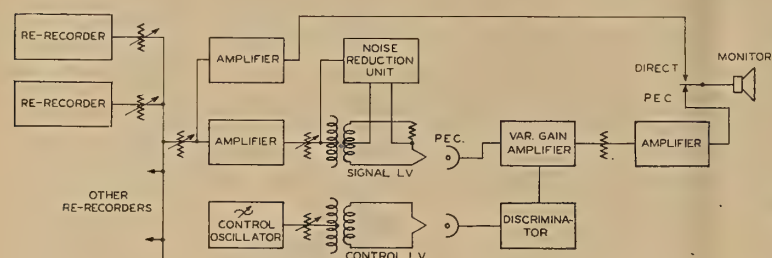 RE-RECORDER
RE-RECORDER
OTHER
RE-RECORDERS
AMPLIFIER
AMPLIFIER
CONTROL
OSCILLATOR
NOISE
REDUCTION
UNIT
SIGNAL LV
CONTROL LV
P.E.C.
VAR. GAIN
AMPLIFIER
DISCRIMINA-
TOR
AMPLIFIER
DIRECT
PEC
MONITOR